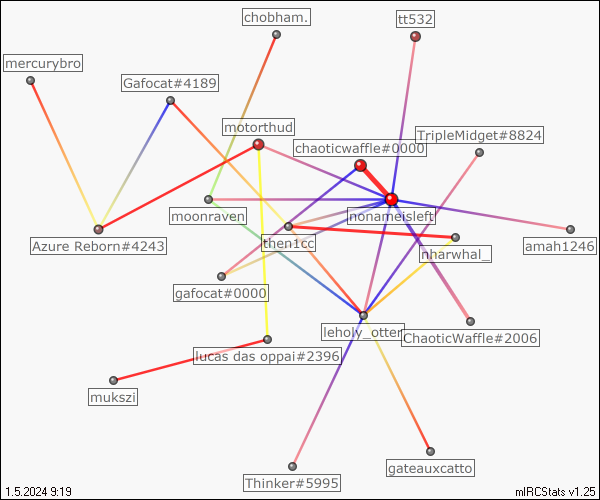 chobham.
tt532
mercurybro
Gafocat#4189
motorthud
TripleMidget#8824
chaoticwaffle#0000
moonraven
nonameisleft
Azure Reborn#4243
then1cc
nharwhal_
amah1246
gafocat#0000
leholy_otter
ChaoticWaffle#2006
lucas das oppai#2396
mukszi
gateauxcatto
Thinker#5995
1.5.2024 9:19
mIRCStats v1.25